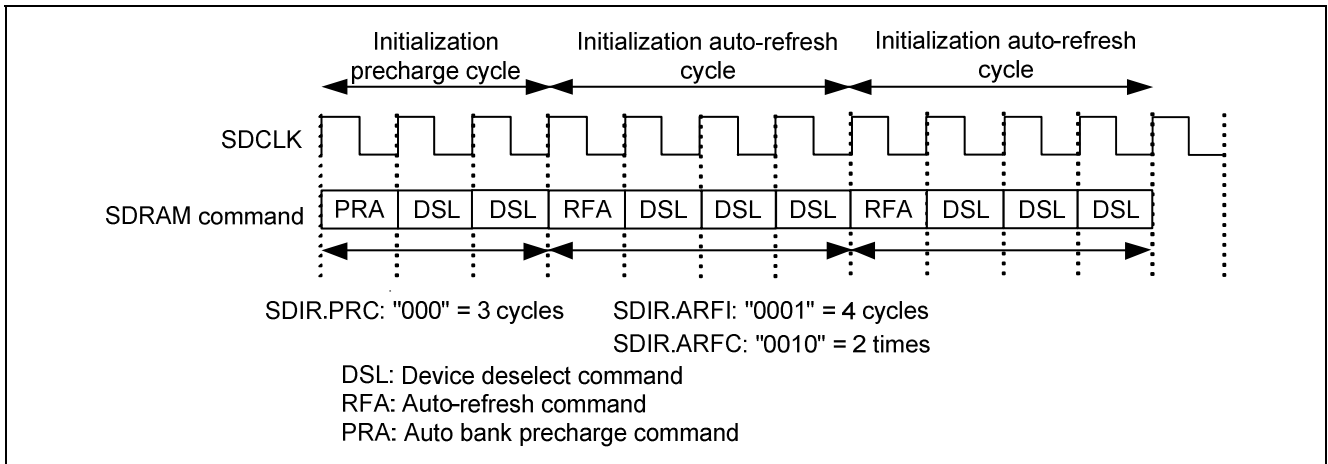 Initialization
precharge cycle
Initialization auto-refresh
cycle
Initialization auto-refresh
cycle
SDCLK
SDRAM command
PRA DSL DSL RFA DSL DSL DSL RFA DSL DSL DSL
SDIR.PRC: "000" = 3 cycles
SDIR.ARFI: "0001" = 4 cycles
SDIR.ARFC: "0010" = 2 times
DSL: Device deselect command
RFA: Auto-refresh command
PRA: Auto bank precharge command